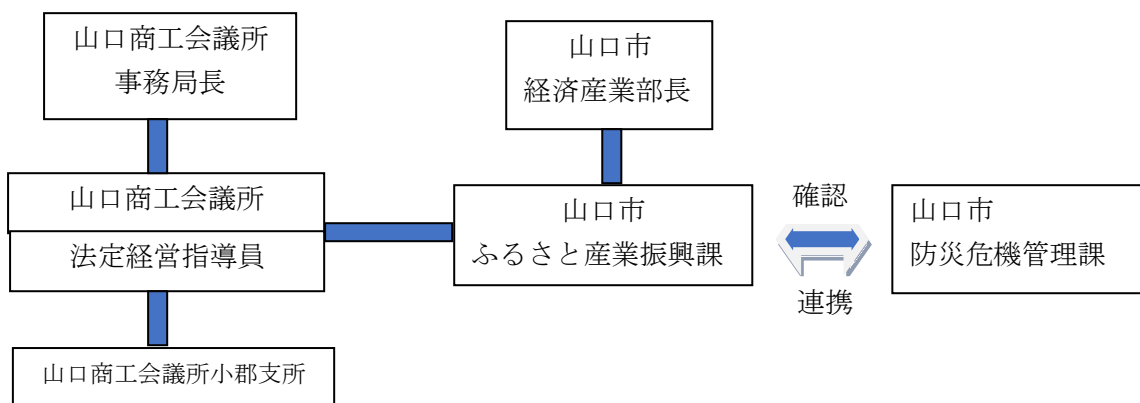 山口商工会議所
事務局長
山口市
経済産業部長
山口商工会議所
法定経営指導員
山口市
ふるさと産業振興課
確認
連携
山口市
防災危機管理課
山口商工会議所小郡支所